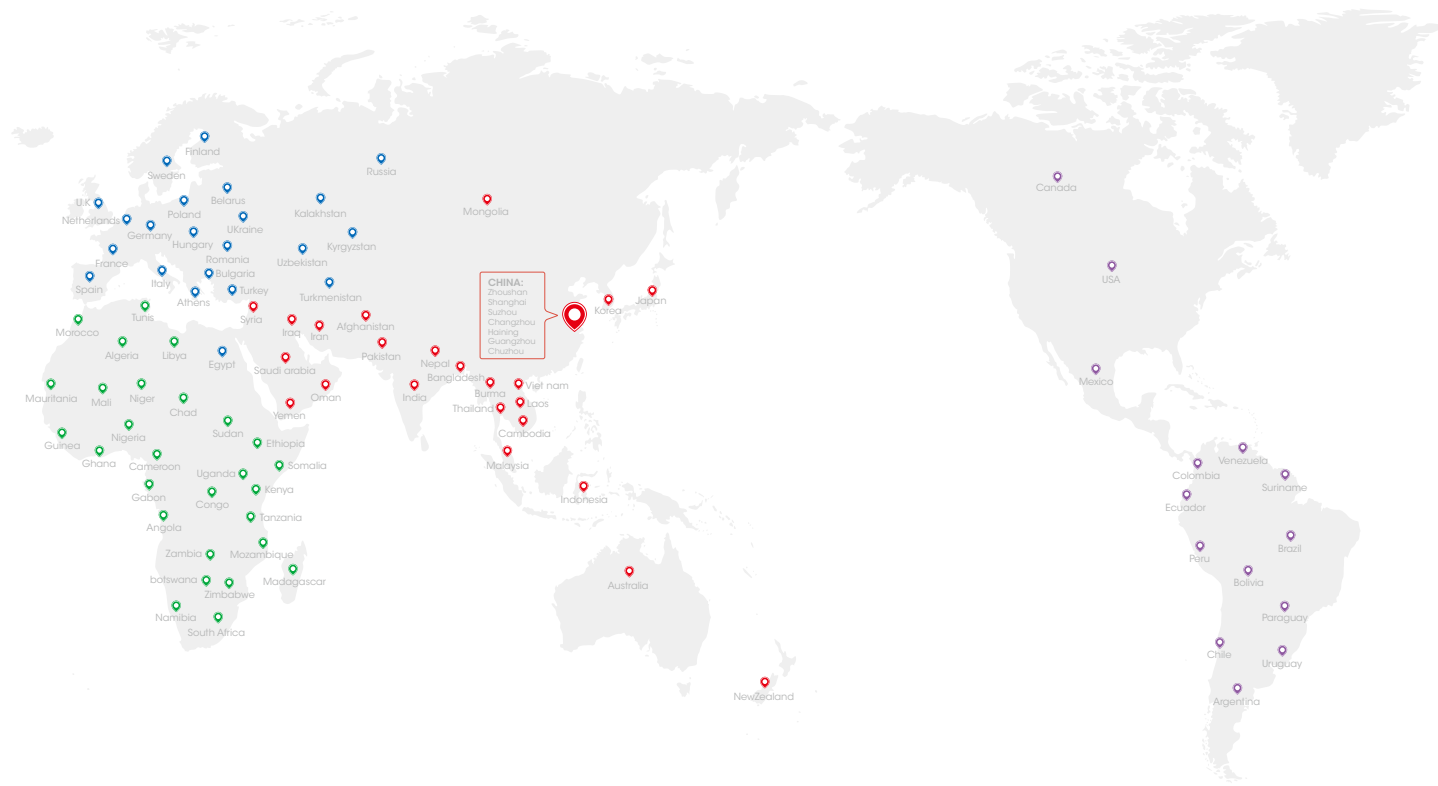 Finland
Sweden
Russia
U.K
Belarus
Poland
Netherlands
Germany
UKraine
Hungary
France
Romania
Spain
Italy
Bulgaria
Athens
Turkey
Kalakhstan
Kyrgyzstan
Uzbekistan
Turkmenistan
Mongolia
CHINA:
Zhoushan
Shanghai
Suzhou
Changzhou
Haining
Guangzhou
Chuzhou
Korea
Japan
Tunis
Morocco
Algeria
Libya
Egypt
Syria
Iraq
Iran
Afghanistan
Pakistan
Saudi arabia
Oman
Yemen
Nepal
Bangladesh
India
Burma
Viet nam
Thailand
Laos
Cambodia
Malaysia
Indonesia
Mauritania
Mali
Niger
Chad
Sudan
Guinea
Nigeria
Ghana
Cameroon
Ethiopia
Somalia
Uganda
Kenya
Gabon
Congo
Angola
Tanzania
Zambia
Mozambique
botswana
Zimbabwe
Madagascar
Namibia
South Africa
Australia
NewZealand
Canada
USA
Mexico
Venezuela
Colombia
Suriname
Ecuador
Peru
Brazil
Bolivia
Paraguay
Chile
Uruguay
Argentina